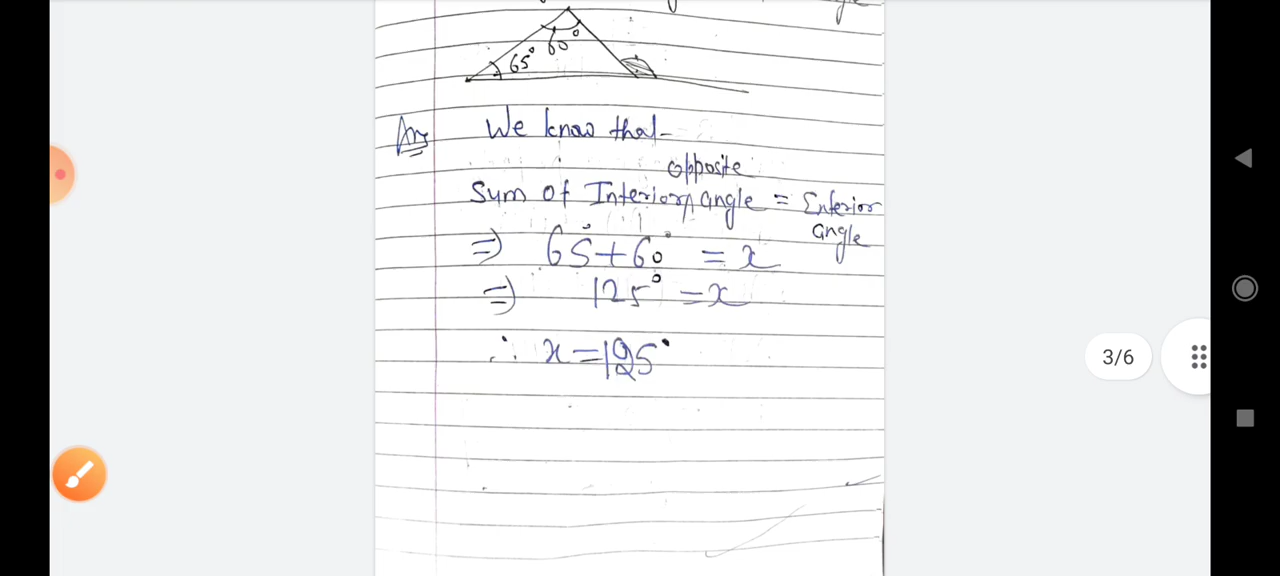 60°
65°
Ans We know that
opposite
Sum of Interior angle = Exterior
angle
⇒ 65° + 60° = x
⇒ 125° = x
∴ x = 125°
3/6